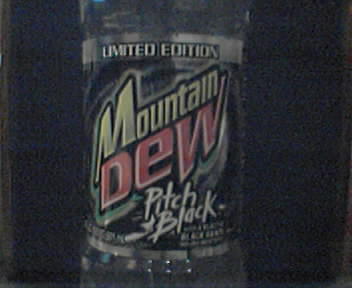 LIMITED EDITION
Mountain
Dew
Pitch
Black